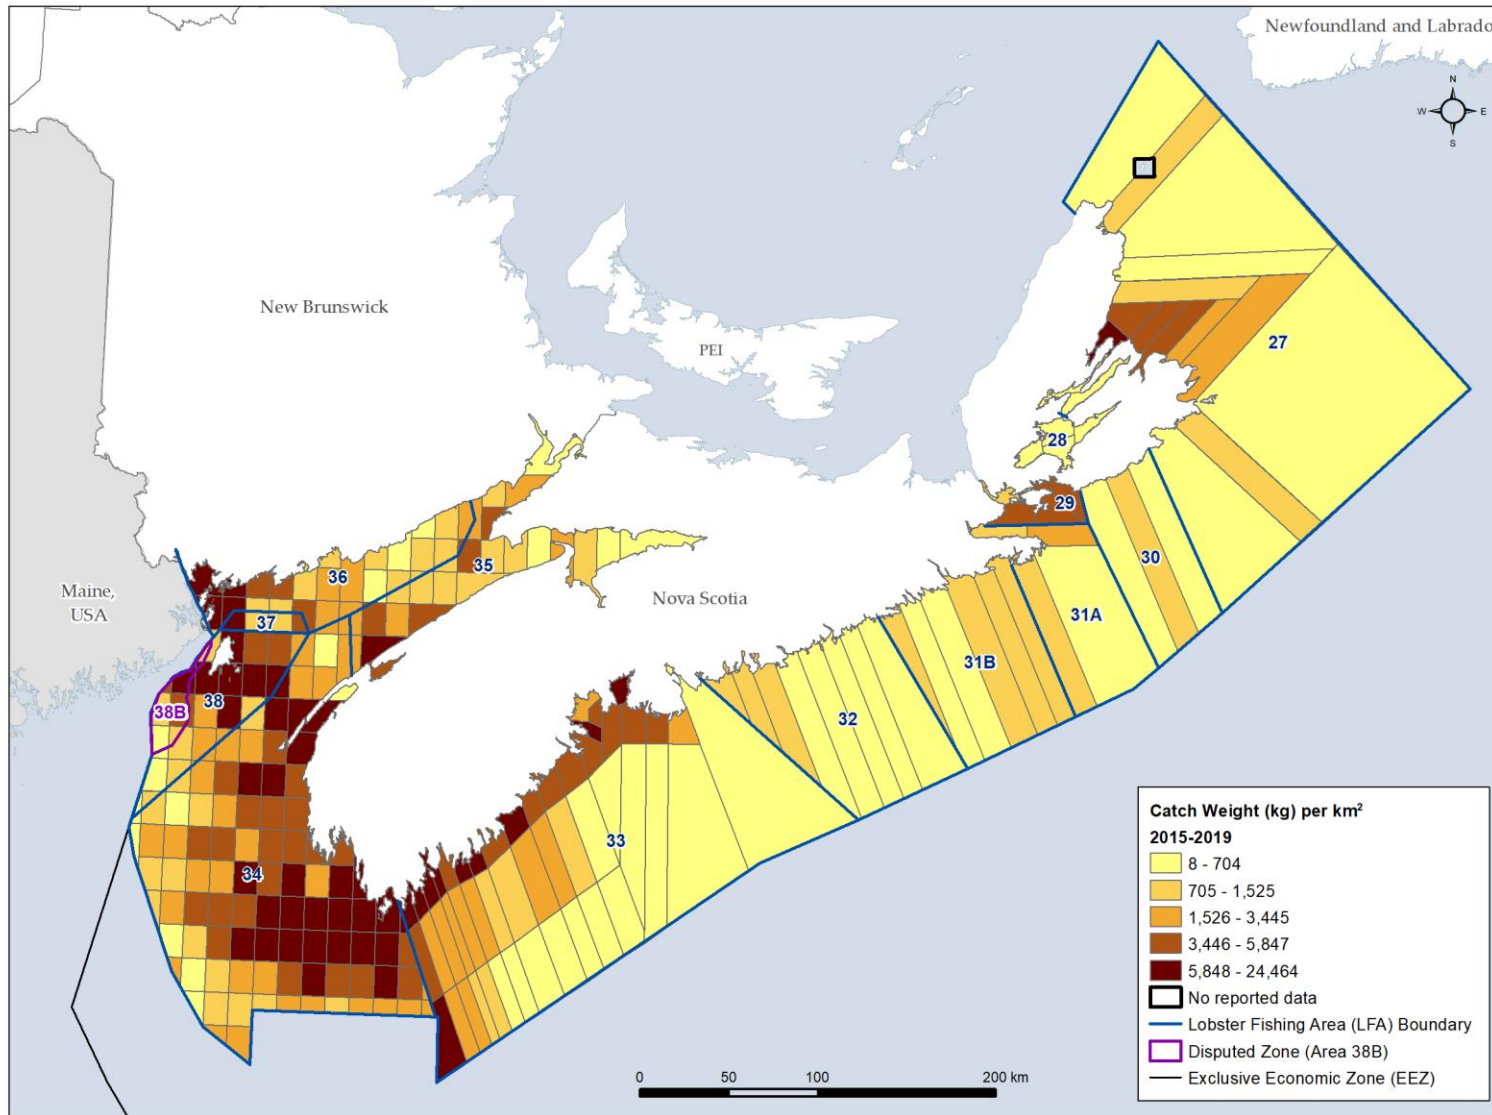 Newfoundland and Labrado
N
W E
S
New Brunswick
PEI
27
28
29
30
Maine,
USA
36
35
37
Nova Scotia
31A
31B
38
38B
32
33
34
Catch Weight (kg) per km²
2015-2019
8 - 704
705 - 1,525
1,526 - 3,445
3,446 - 5,847
5,848 - 24,464
No reported data
Lobster Fishing Area (LFA) Boundary
Disputed Zone (Area 38B)
Exclusive Economic Zone (EEZ)
0 50 100 200 km